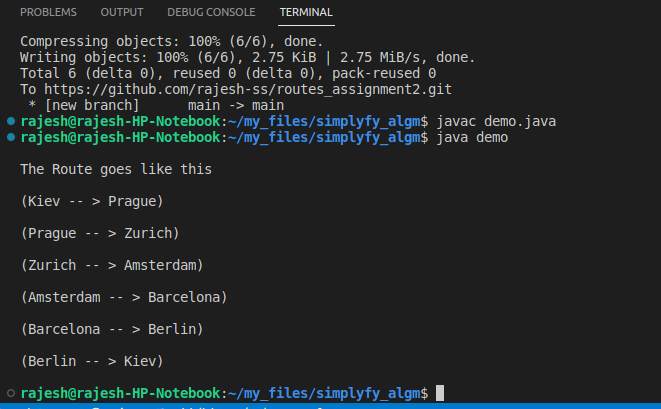 PROBLEMS OUTPUT DEBUG CONSOLE TERMINAL
Compressing objects: 100% (6/6), done.
Writing objects: 100% (6/6), 2.75 KiB | 2.75 MiB/s, done.
Total 6 (delta 0), reused 0 (delta 0), pack-reused 0
To https://github.com/rajesh-ss/routes_assignment2.git
 * [new branch]      main -> main
rajesh@rajesh-HP-Notebook:~/my_files/simplyfy_algm$ javac demo.java
rajesh@rajesh-HP-Notebook:~/my_files/simplyfy_algm$ java demo
The Route goes like this
(Kiev -- > Prague)
(Prague -- > Zurich)
(Zurich -- > Amsterdam)
(Amsterdam -- > Barcelona)
(Barcelona -- > Berlin)
(Berlin -- > Kiev)
rajesh@rajesh-HP-Notebook:~/my_files/simplyfy_algm$